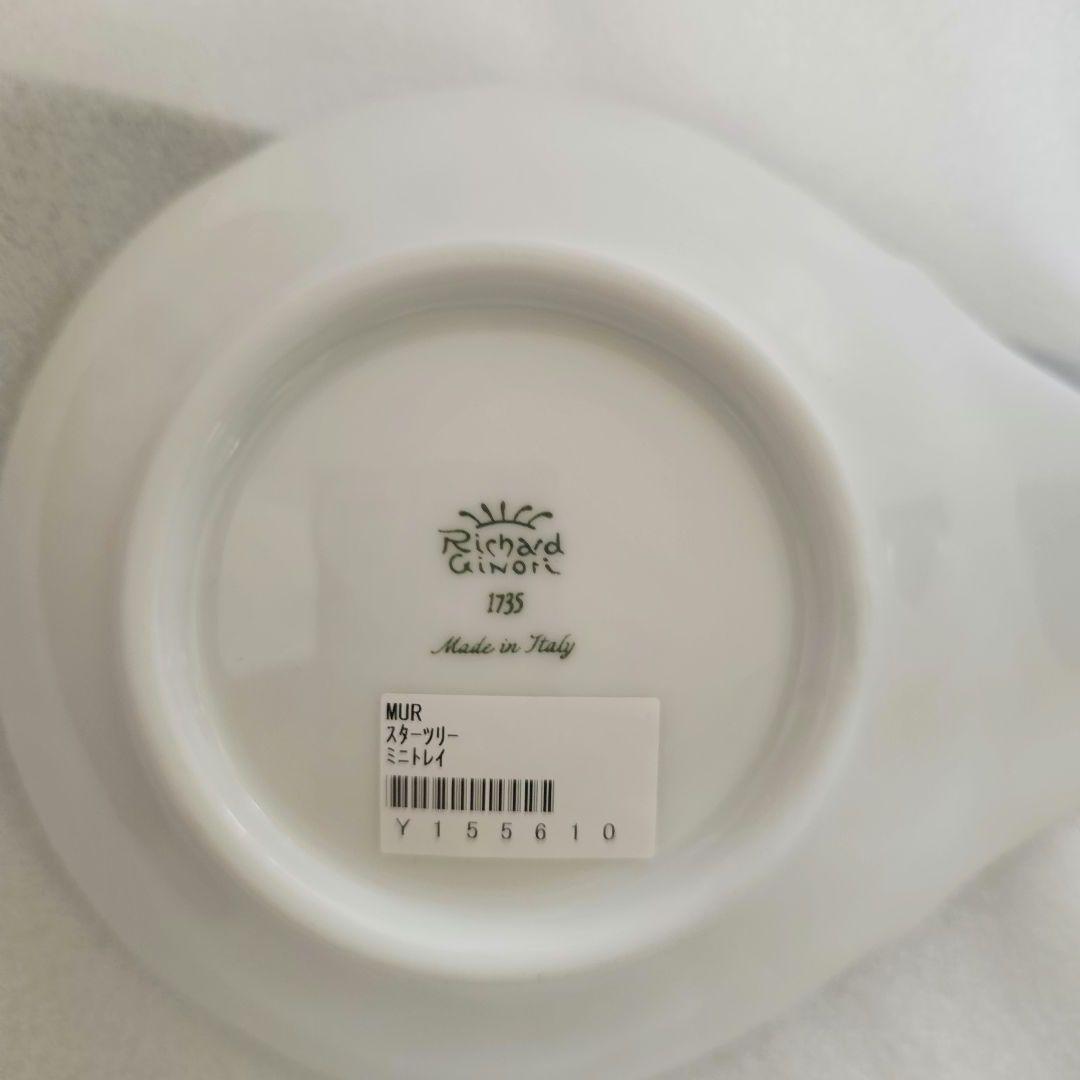 Richard
GiNori
1735
Made in Italy
MUR
スターツリー
ミニトレイ
Y155610